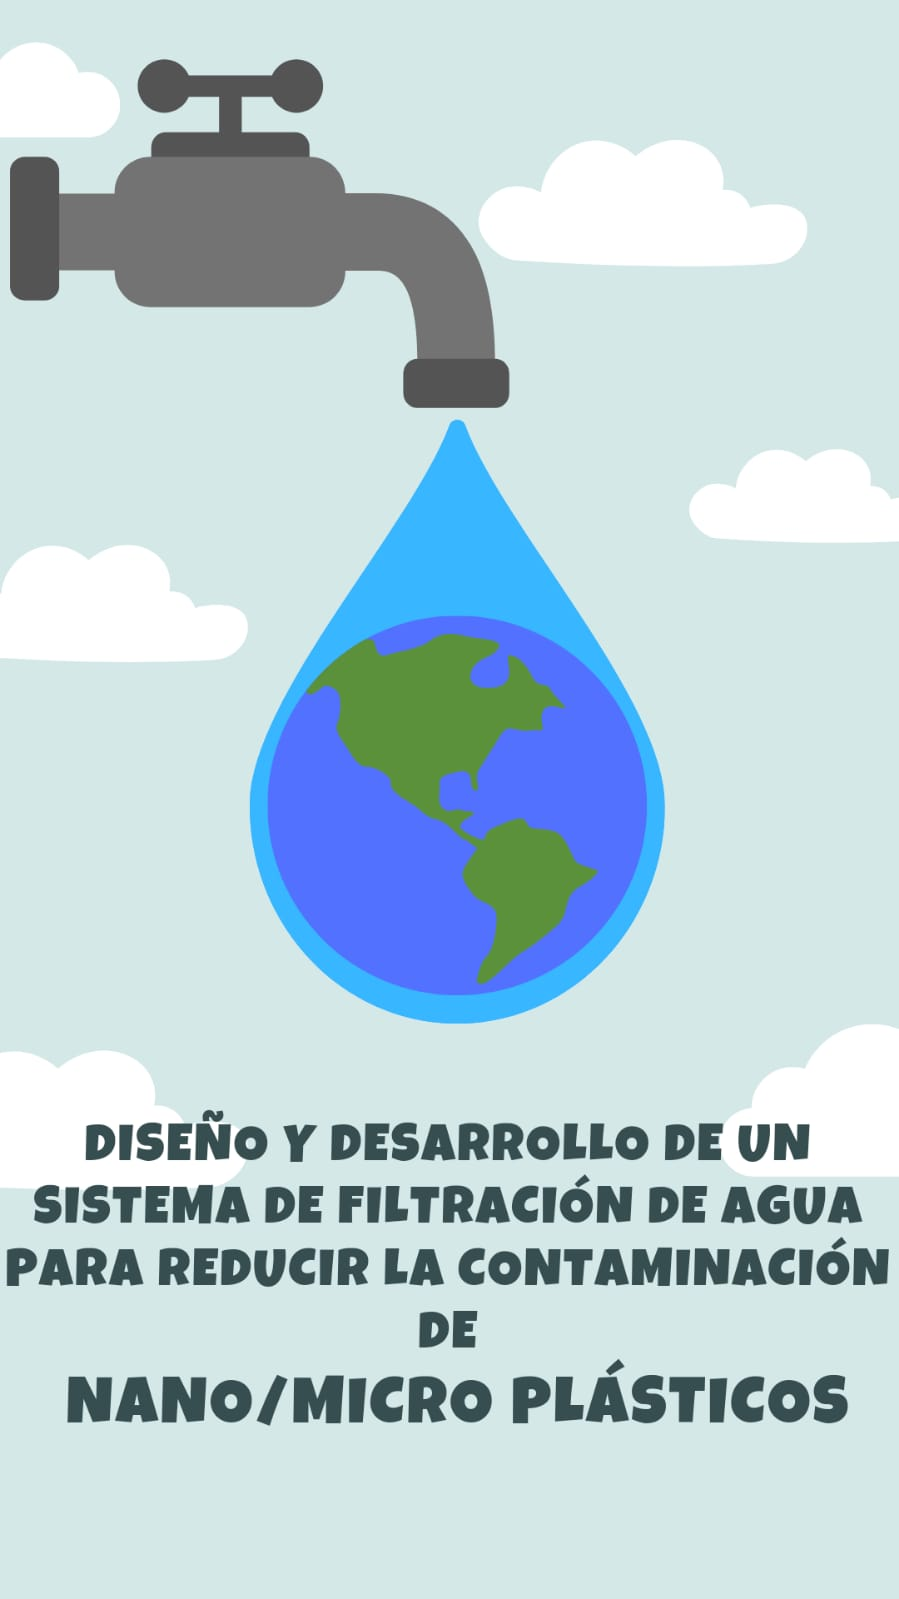 DISEÑO Y DESARROLLO DE UN
SISTEMA DE FILTRACIÓN DE AGUA
PARA REDUCIR LA CONTAMINACIÓN
DE
NANO/MICRO PLÁSTICOS